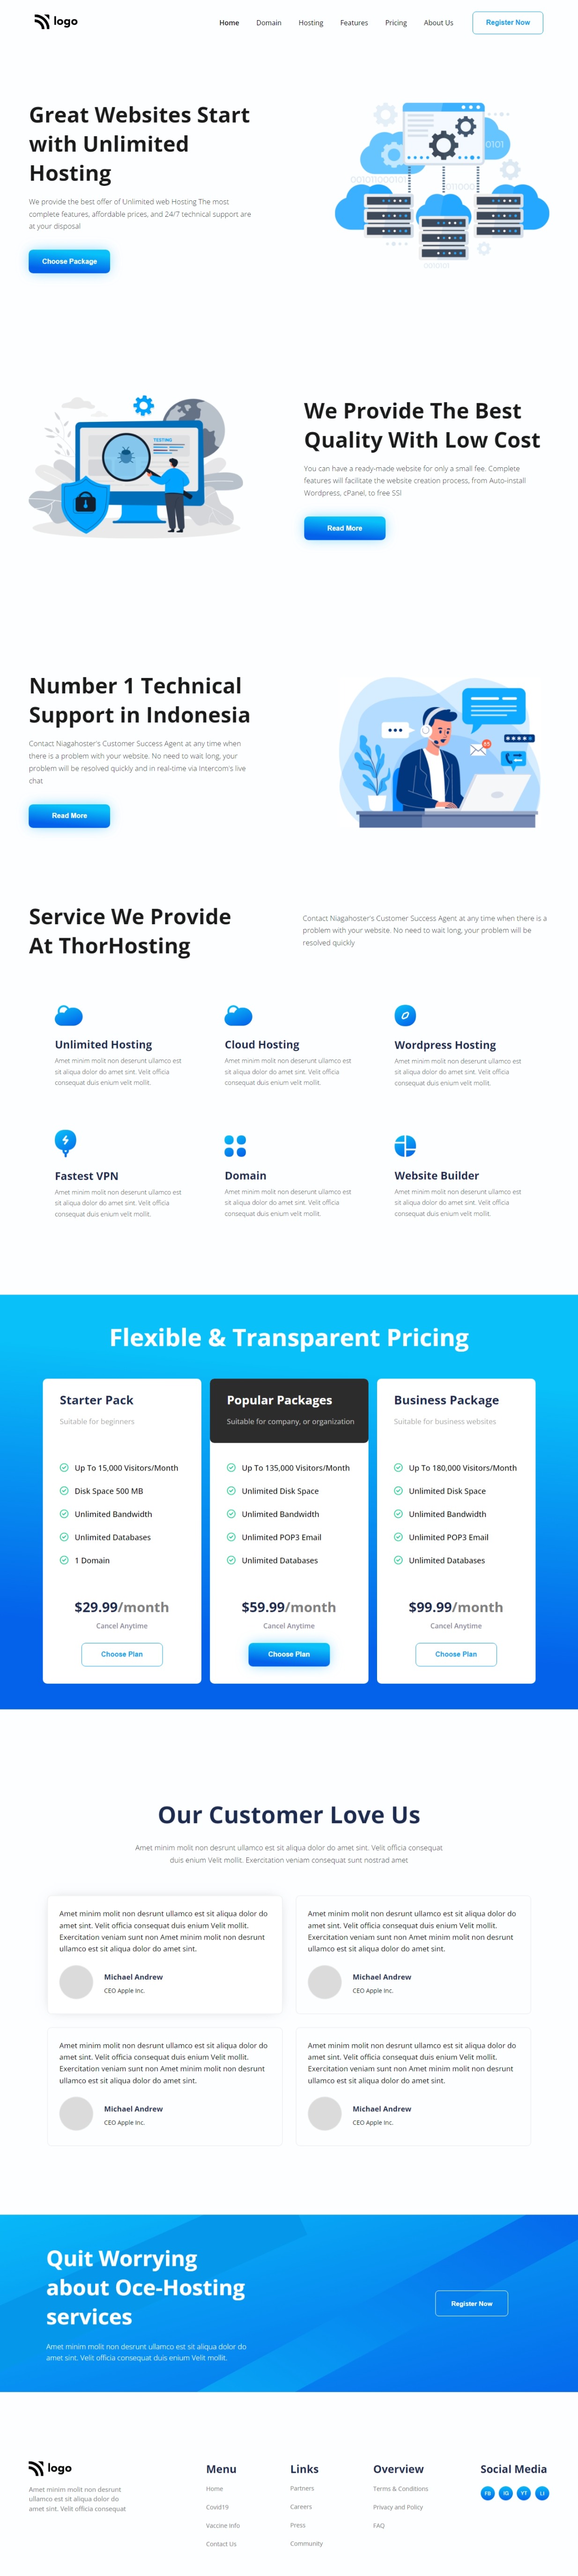 logo
Home Domain Hosting Features Pricing About Us Register Now
Great Websites Start
with Unlimited
Hosting
We provide the best offer of Unlimited web Hosting The most
complete features, affordable prices, and 24/7 technical support are
at your disposal
Choose Package
TESTING
We Provide The Best
Quality With Low Cost
You can have a ready-made website for only a small fee. Complete
features will facilitate the website creation process, from Auto-install
Wordpress, cPanel, to free SSl
Read More
Number 1 Technical
Support in Indonesia
Contact Niagahoster's Customer Success Agent at any time when
there is a problem with your website. No need to wait long, your
problem will be resolved quickly and in real-time via Intercom's live
chat
Read More
Service We Provide
At ThorHosting
Contact Niagahoster's Customer Success Agent at any time when there is a
problem with your website. No need to wait long, your problem will be
resolved quickly
Unlimited Hosting
Amet minim molit non deserunt ullamco est
sit aliqua dolor do amet sint. Velit officia
consequat duis enium velit mollit.
Cloud Hosting
Amet minim molit non deserunt ullamco est
sit aliqua dolor do amet sint. Velit officia
consequat duis enium velit mollit.
Wordpress Hosting
Amet minim molit non deserunt ullamco est
sit aliqua dolor do amet sint. Velit officia
consequat duis enium velit mollit.
Fastest VPN
Amet minim molit non deserunt ullamco est
sit aliqua dolor do amet sint. Velit officia
consequat duis enium velit mollit.
Domain
Amet minim molit non deserunt ullamco est
sit aliqua dolor do amet sint. Velit officia
consequat duis enium velit mollit.
Website Builder
Amet minim molit non deserunt ullamco est
sit aliqua dolor do amet sint. Velit officia
consequat duis enium velit mollit.
Flexible & Transparent Pricing
Starter Pack
Suitable for beginners
Up To 15,000 Visitors/Month
Disk Space 500 MB
Unlimited Bandwidth
Unlimited Databases
1 Domain
$29.99/month
Cancel Anytime
Choose Plan
Popular Packages
Suitable for company, or organization
Up To 135,000 Visitors/Month
Unlimited Disk Space
Unlimited Bandwidth
Unlimited POP3 Email
Unlimited Databases
$59.99/month
Cancel Anytime
Choose Plan
Business Package
Suitable for business websites
Up To 180,000 Visitors/Month
Unlimited Disk Space
Unlimited Bandwidth
Unlimited POP3 Email
Unlimited Databases
$99.99/month
Cancel Anytime
Choose Plan
Our Customer Love Us
Amet minim molit non desrunt ullamco est sit aliqua dolor do amet sint. Velit officia consequat
duis enium Velit mollit. Exercitation veniam consequat sunt nostrad amet
Amet minim molit non desrunt ullamco est sit aliqua dolor do
amet sint. Velit officia consequat duis enium Velit mollit.
Exercitation veniam sunt non Amet minim molit non desrunt
ullamco est sit aliqua dolor do amet sint.
Michael Andrew
CEO Apple Inc.
Amet minim molit non desrunt ullamco est sit aliqua dolor do
amet sint. Velit officia consequat duis enium Velit mollit.
Exercitation veniam sunt non Amet minim molit non desrunt
ullamco est sit aliqua dolor do amet sint.
Michael Andrew
CEO Apple Inc.
Amet minim molit non desrunt ullamco est sit aliqua dolor do
amet sint. Velit officia consequat duis enium Velit mollit.
Exercitation veniam sunt non Amet minim molit non desrunt
ullamco est sit aliqua dolor do amet sint.
Michael Andrew
CEO Apple Inc.
Amet minim molit non desrunt ullamco est sit aliqua dolor do
amet sint. Velit officia consequat duis enium Velit mollit.
Exercitation veniam sunt non Amet minim molit non desrunt
ullamco est sit aliqua dolor do amet sint.
Michael Andrew
CEO Apple Inc.
Quit Worrying
about Oce-Hosting
services
Amet minim molit non desrunt ullamco est sit aliqua dolor do
amet sint. Velit officia consequat duis enium Velit mollit.
Register Now
logo
Amet minim molit non desrunt
ullamco est sit aliqua dolor do
amet sint. Velit officia consequat
Menu
Home
Covid19
Vaccine Info
Contact Us
Links
Partners
Careers
Press
Community
Overview
Terms & Conditions
Privacy and Policy
FAQ
Social Media
FB IG YT LI